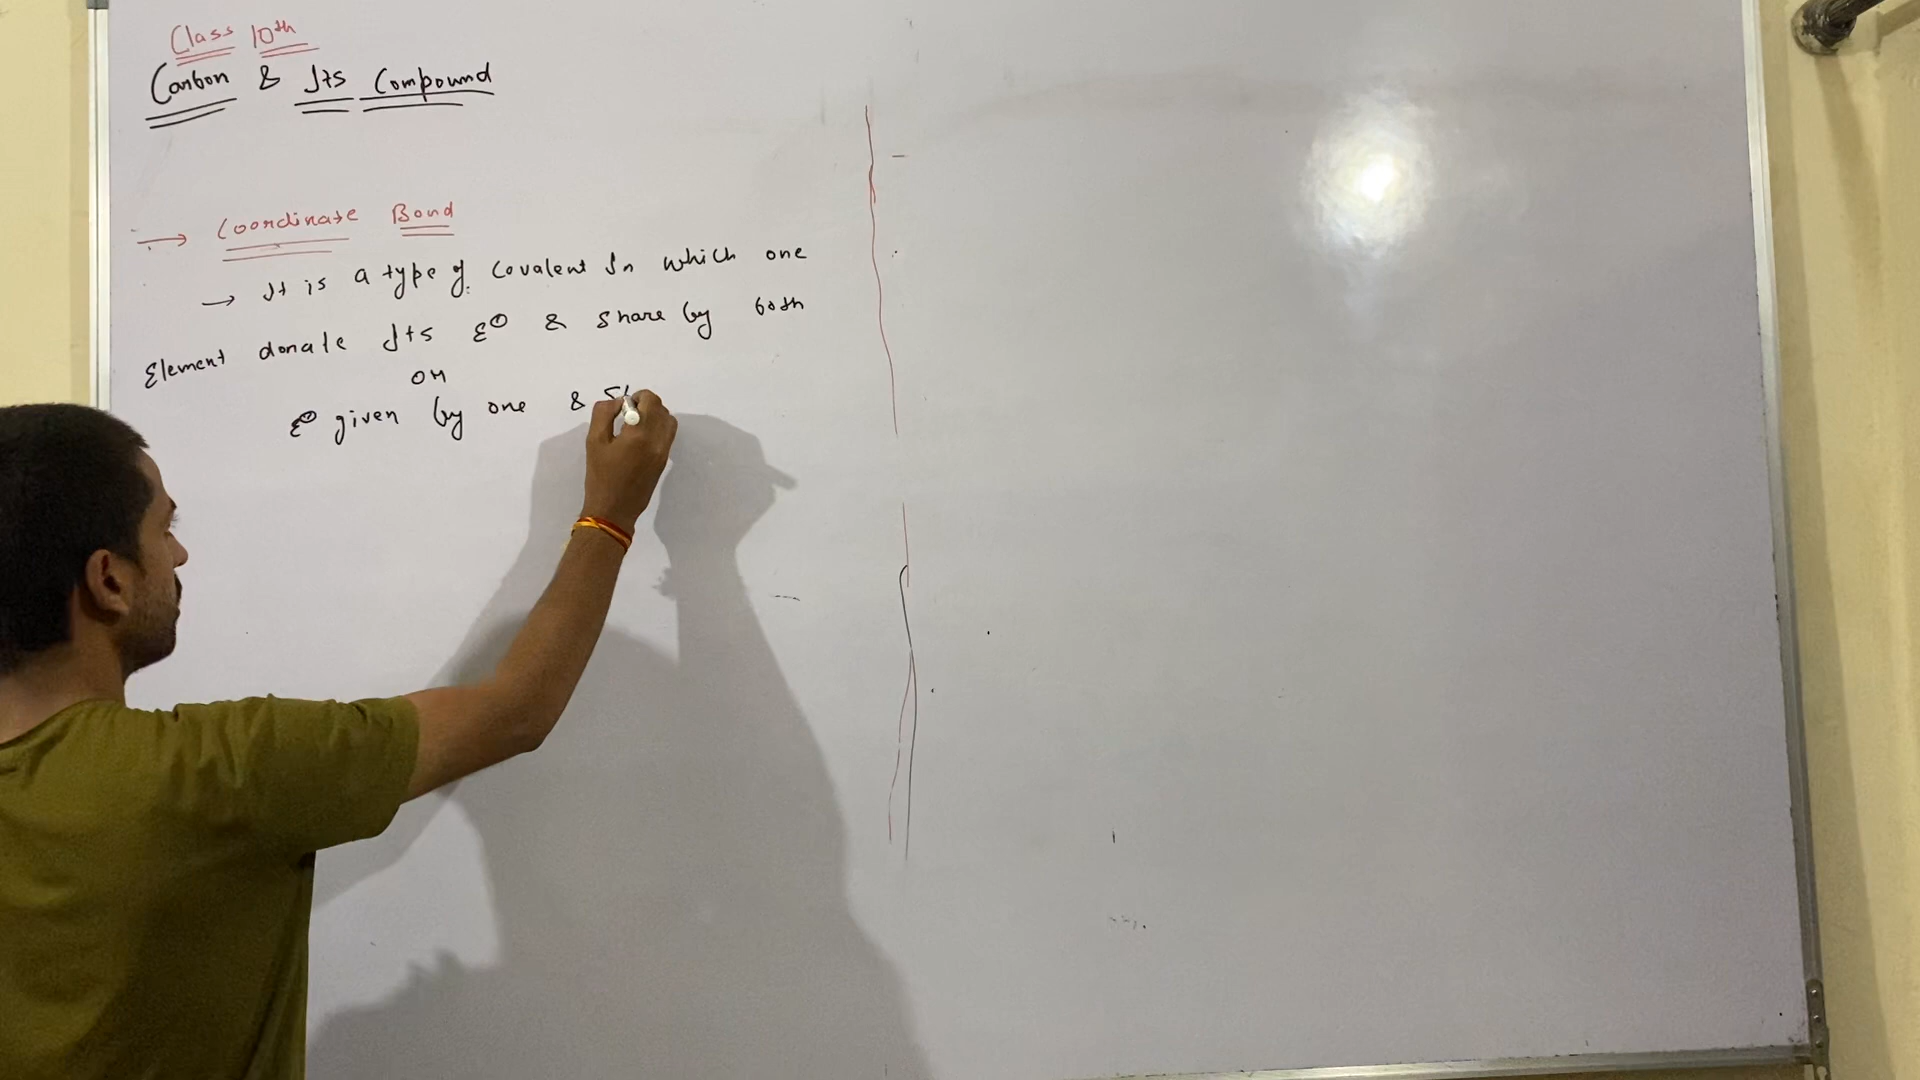 Class 10th
Carbon & Its Compound
→ Coordinate Bond
→ It is a type of covalent In which one
Element donate Its e⊖ & share by both
OR
e⊖ given by one & Sh